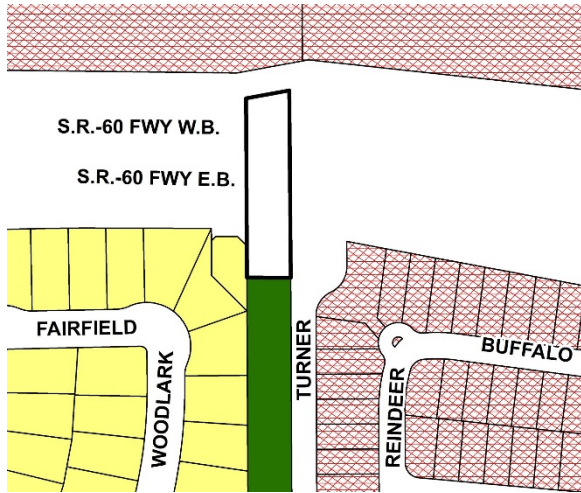 S.R.-60 FWY W.B.
S.R.-60 FWY E.B.
FAIRFIELD
WOODLARK
TURNER
REINDEER
BUFFALO